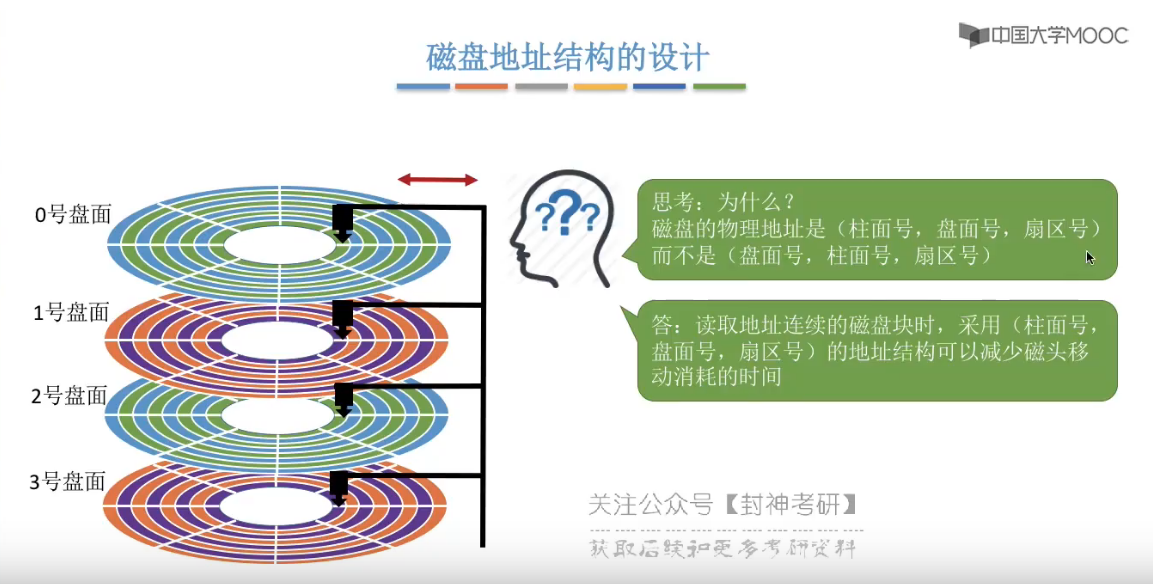 中国大学MOOC
磁盘地址结构的设计
0号盘面
1号盘面
2号盘面
3号盘面
???
思考：为什么？
磁盘的物理地址是（柱面号，盘面号，扇区号）
而不是（盘面号，柱面号，扇区号）
答：读取地址连续的磁盘块时，采用（柱面号，
盘面号，扇区号）的地址结构可以减少磁头移
动消耗的时间
关注公众号【封神考研】
获取后续和更多考研资料